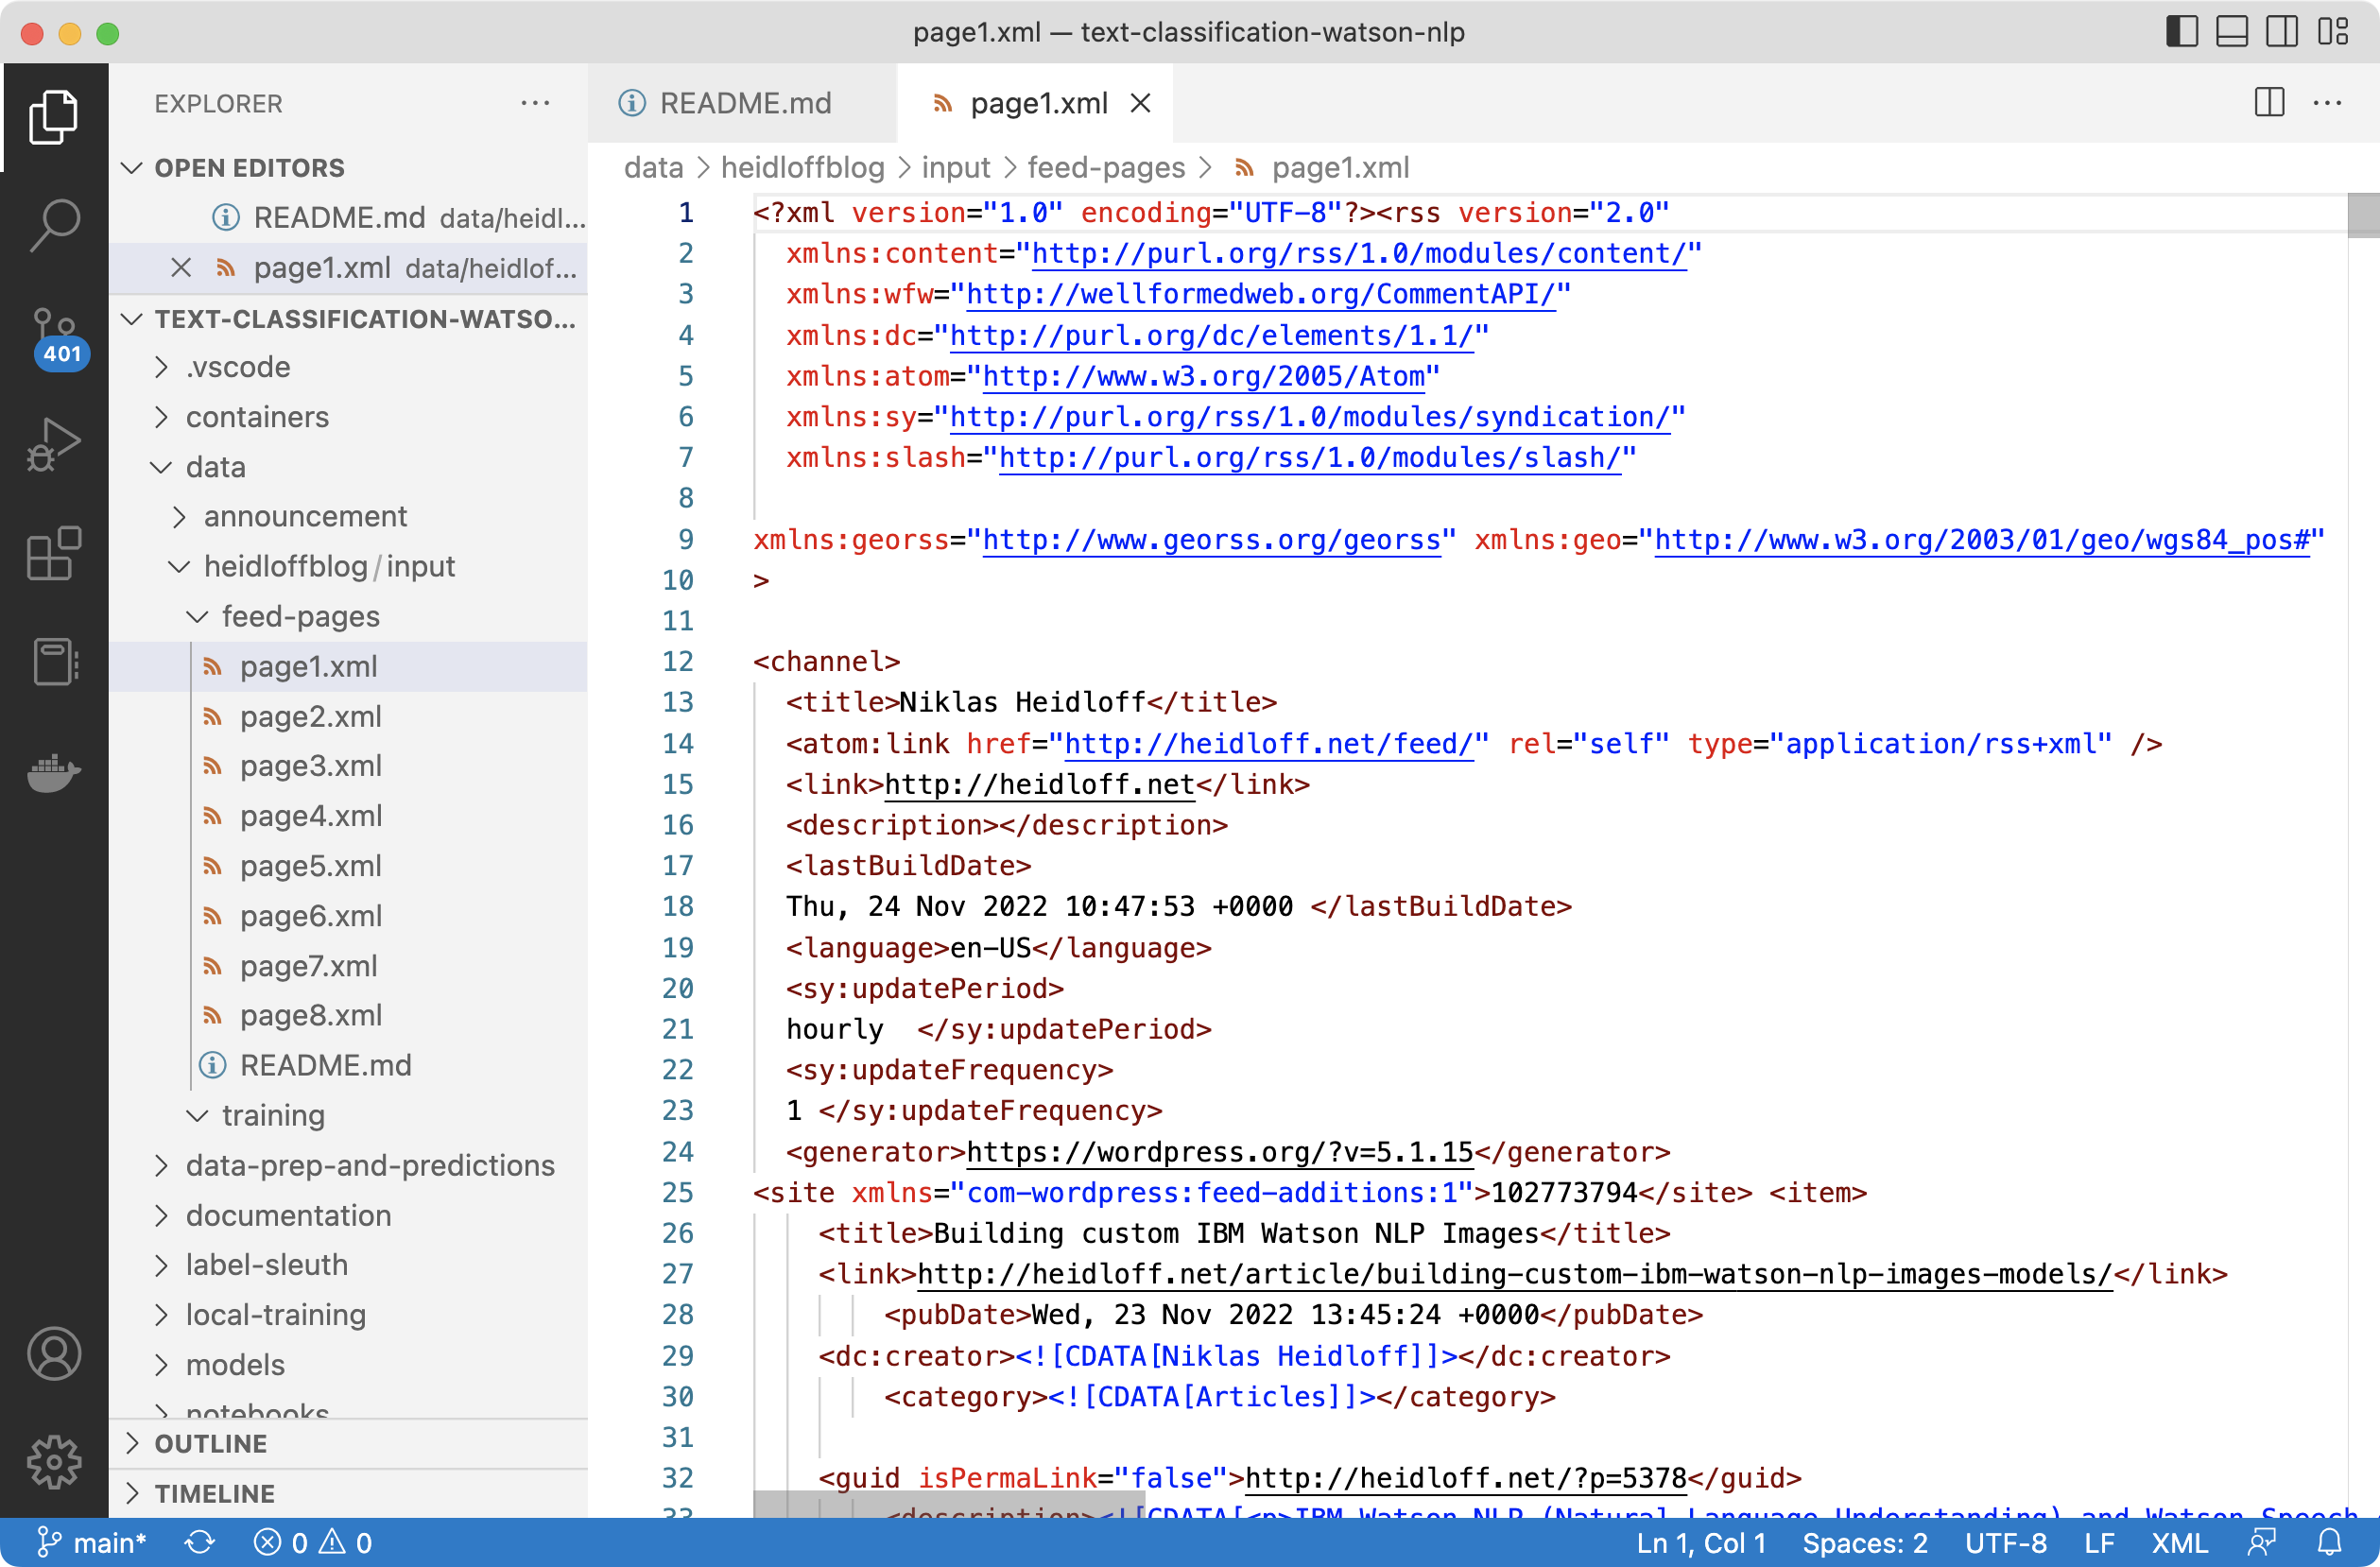 page1.xml — text-classification-watson-nlp
EXPLORER
OPEN EDITORS
README.md data/heidl...
page1.xml data/heidlof...
401
TEXT-CLASSIFICATION-WATSO...
.vscode
containers
data
announcement
heidloffblog/input
feed-pages
page1.xml
page2.xml
page3.xml
page4.xml
page5.xml
page6.xml
page7.xml
page8.xml
README.md
training
data-prep-and-predictions
documentation
label-sleuth
local-training
models
notebooks
OUTLINE
TIMELINE
README.md
page1.xml
data > heidloffblog > input > feed-pages > page1.xml
1 <?xml version="1.0" encoding="UTF-8"?><rss version="2.0"
2 xmlns:content="http://purl.org/rss/1.0/modules/content/"
3 xmlns:wfw="http://wellformedweb.org/CommentAPI/"
4 xmlns:dc="http://purl.org/dc/elements/1.1/"
5 xmlns:atom="http://www.w3.org/2005/Atom"
6 xmlns:sy="http://purl.org/rss/1.0/modules/syndication/"
7 xmlns:slash="http://purl.org/rss/1.0/modules/slash/"
8
9 xmlns:georss="http://www.georss.org/georss" xmlns:geo="http://www.w3.org/2003/01/geo/wgs84_pos#"
10 >
11
12 <channel>
13 <title>Niklas Heidloff</title>
14 <atom:link href="http://heidloff.net/feed/" rel="self" type="application/rss+xml" />
15 <link>http://heidloff.net</link>
16 <description></description>
17 <lastBuildDate>
18 Thu, 24 Nov 2022 10:47:53 +0000 </lastBuildDate>
19 <language>en-US</language>
20 <sy:updatePeriod>
21 hourly  </sy:updatePeriod>
22 <sy:updateFrequency>
23 1 </sy:updateFrequency>
24 <generator>https://wordpress.org/?v=5.1.15</generator>
25 <site xmlns="com-wordpress:feed-additions:1">102773794</site> <item>
26 <title>Building custom IBM Watson NLP Images</title>
27 <link>http://heidloff.net/article/building-custom-ibm-watson-nlp-images-models/</link>
28 <pubDate>Wed, 23 Nov 2022 13:45:24 +0000</pubDate>
29 <dc:creator><![CDATA[Niklas Heidloff]]></dc:creator>
30 <category><![CDATA[Articles]]></category>
31
32 <guid isPermaLink="false">http://heidloff.net/?p=5378</guid>
33 <description><![CDATA[<p>IBM Watson NLP (Natural Language Understanding) and Watson Speech
main* 0 0 Ln 1, Col 1 Spaces: 2 UTF-8 LF XML